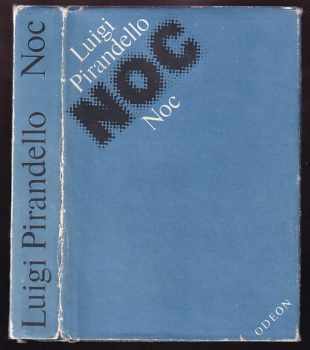 Luigi Pirandello Noc
Luigi
Pirandello
NOC
Noc
ODEON